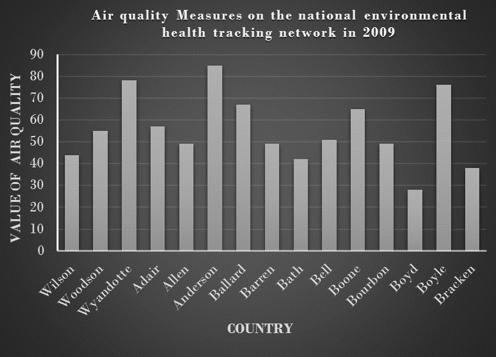 Air quality Measures on the national environmental
health tracking network in 2009
VALUE OF AIR QUALITY
90
80
70
60
50
40
30
20
10
0
Wilson
Woodson
Wyandotte
Adair
Allen
Anderson
Ballard
Barren
Bath
Bell
Boone
Bourbon
Boyd
Boyle
Bracken
COUNTRY